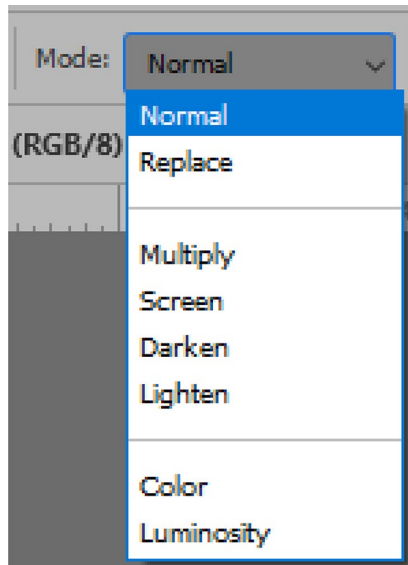 Mode: Normal
Normal
(RGB/8)
Replace
Multiply
Screen
Darken
Lighten
Color
Luminosity